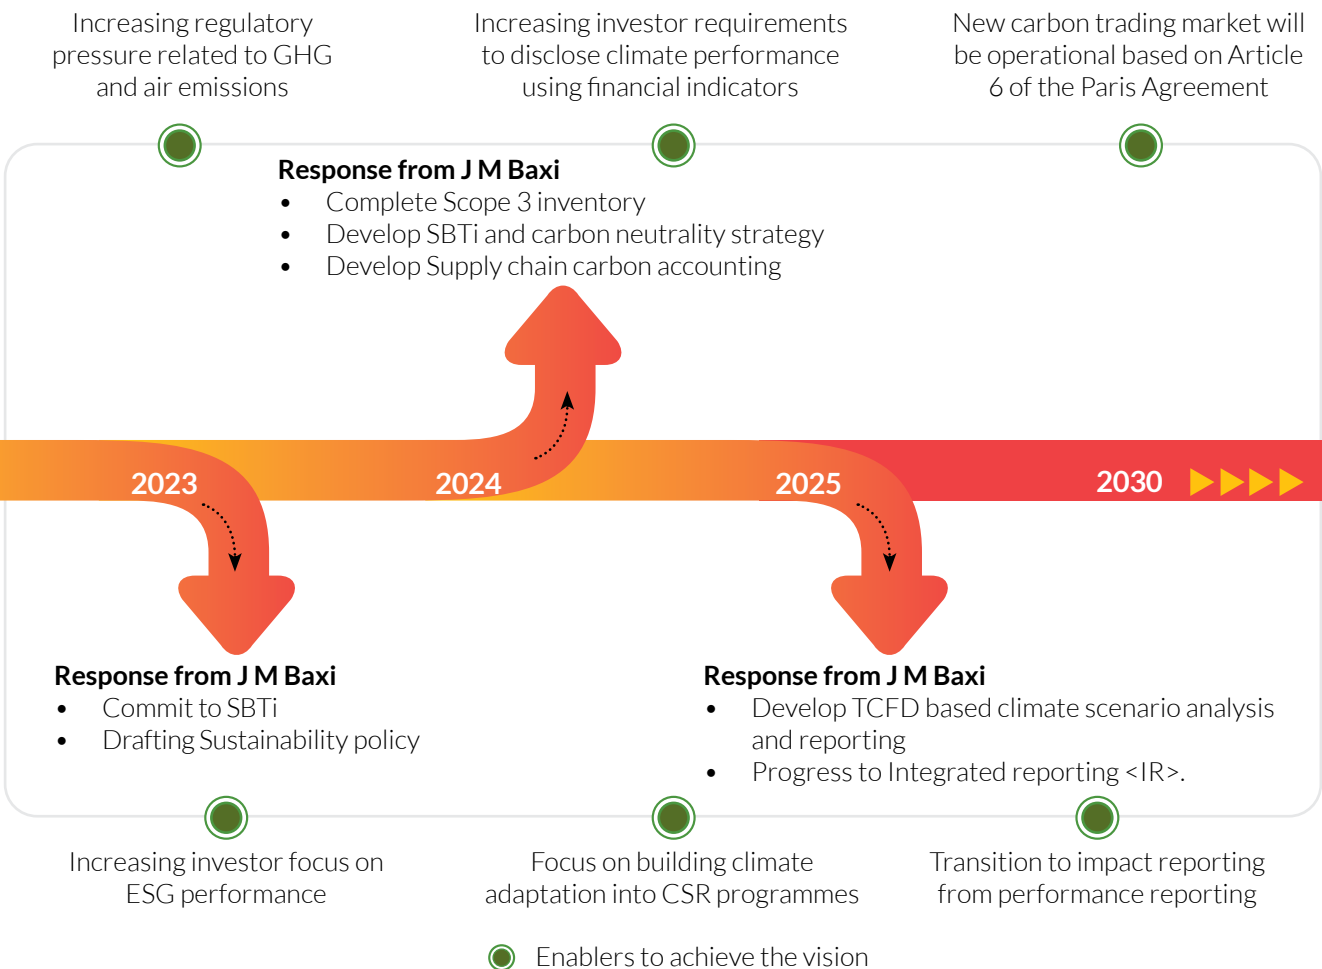 Increasing regulatory
pressure related to GHG
and air emissions
Increasing investor requirements
to disclose climate performance
using financial indicators
New carbon trading market will
be operational based on Article
6 of the Paris Agreement
Response from J M Baxi
• Complete Scope 3 inventory
• Develop SBTi and carbon neutrality strategy
• Develop Supply chain carbon accounting
2023
2024
2025
2030
Response from J M Baxi
• Commit to SBTi
• Drafting Sustainability policy
Response from J M Baxi
• Develop TCFD based climate scenario analysis
and reporting
• Progress to Integrated reporting <IR>.
Increasing investor focus on
ESG performance
Focus on building climate
adaptation into CSR programmes
Transition to impact reporting
from performance reporting
Enablers to achieve the vision